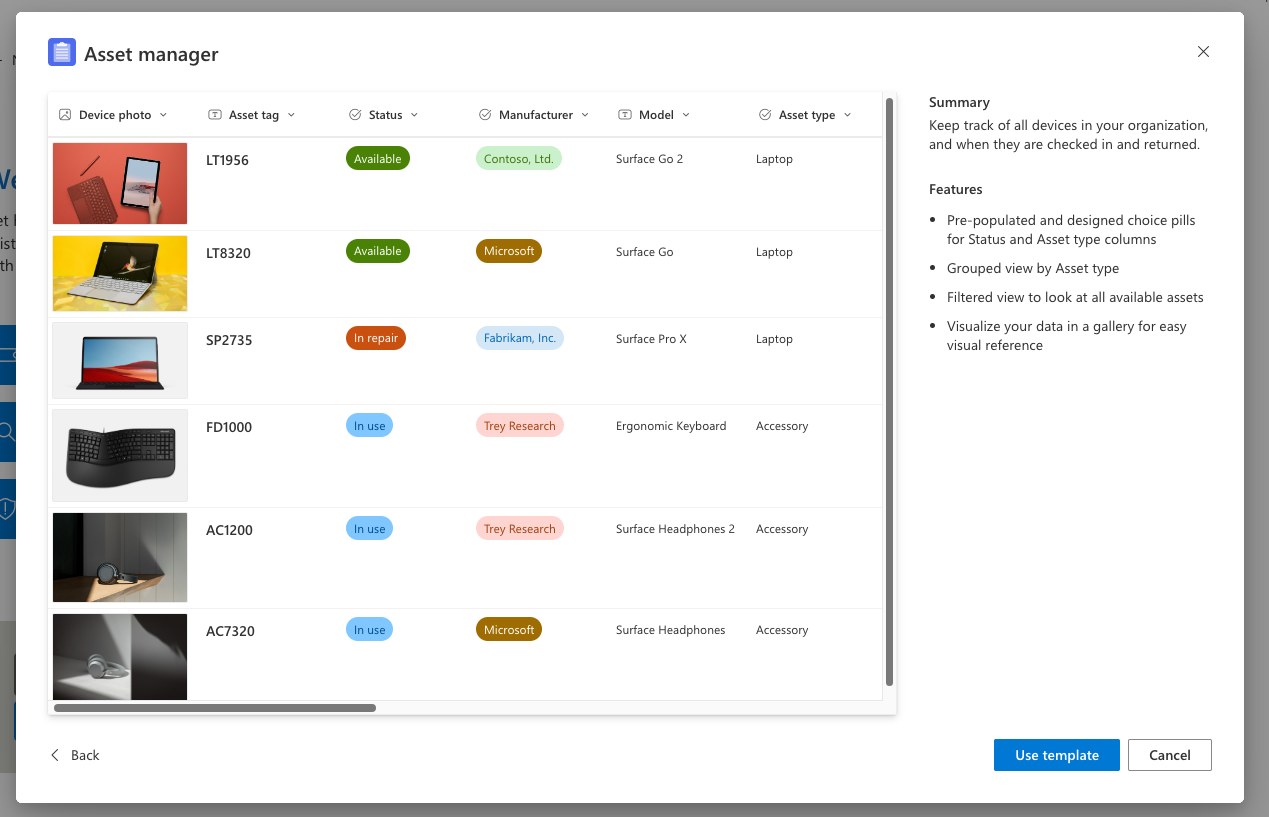 Asset manager
Device photo Asset tag Status Manufacturer Model Asset type
LT1956 Available Contoso, Ltd. Surface Go 2 Laptop
LT8320 Available Microsoft Surface Go Laptop
SP2735 In repair Fabrikam, Inc. Surface Pro X Laptop
FD1000 In use Trey Research Ergonomic Keyboard Accessory
AC1200 In use Trey Research Surface Headphones 2 Accessory
AC7320 In use Microsoft Surface Headphones Accessory
Summary
Keep track of all devices in your organization,
and when they are checked in and returned.
Features
• Pre-populated and designed choice pills
for Status and Asset type columns
• Grouped view by Asset type
• Filtered view to look at all available assets
• Visualize your data in a gallery for easy
visual reference
Back
Use template
Cancel